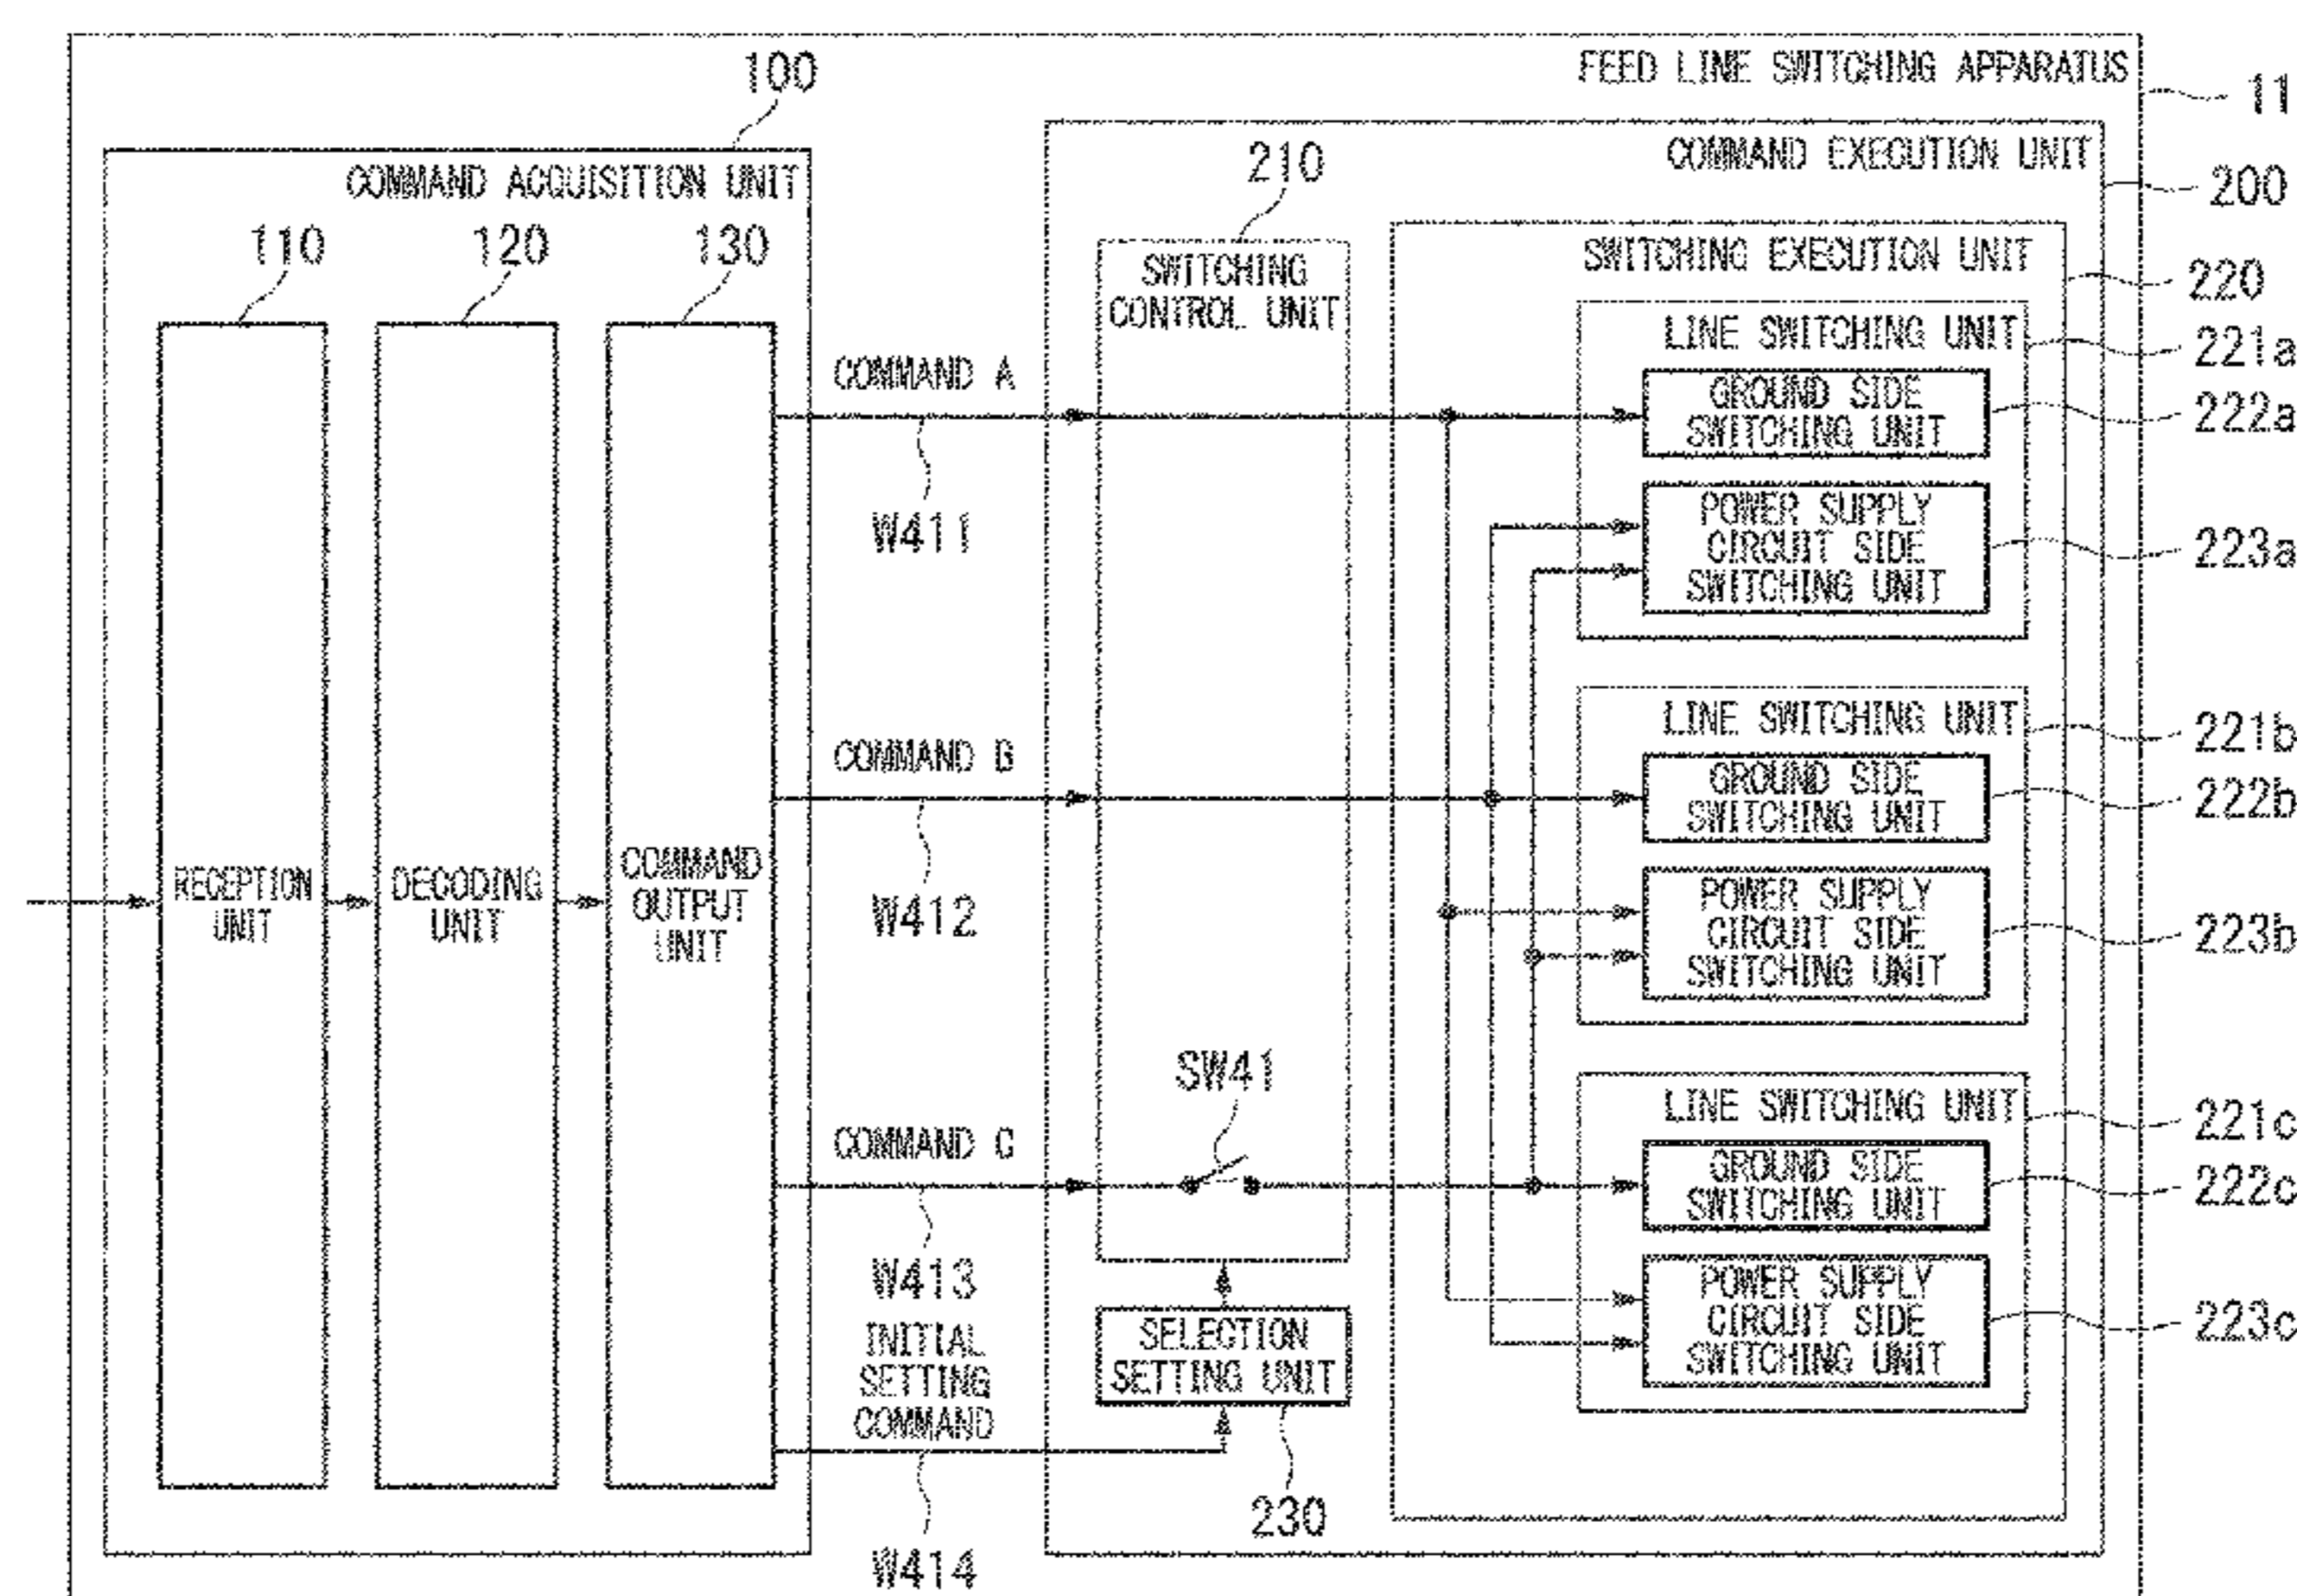 FEED LINE SWITCHING APPARATUS
11
100
COMMAND ACQUISITION UNIT
110
120
130
RECEPTION
UNIT
DECODING
UNIT
COMMAND
OUTPUT
UNIT
COMMAND A
W411
COMMAND B
W412
COMMAND C
W413
INITIAL
SETTING
COMMAND
W414
COMMAND EXECUTION UNIT
200
210
SWITCHING
CONTROL UNIT
SW41
SELECTION
SETTING UNIT
230
SWITCHING EXECUTION UNIT
220
LINE SWITCHING UNIT
221a
GROUND SIDE
SWITCHING UNIT
222a
POWER SUPPLY
CIRCUIT SIDE
SWITCHING UNIT
223a
LINE SWITCHING UNIT
221b
GROUND SIDE
SWITCHING UNIT
222b
POWER SUPPLY
CIRCUIT SIDE
SWITCHING UNIT
223b
LINE SWITCHING UNIT
221c
GROUND SIDE
SWITCHING UNIT
222c
POWER SUPPLY
CIRCUIT SIDE
SWITCHING UNIT
223c